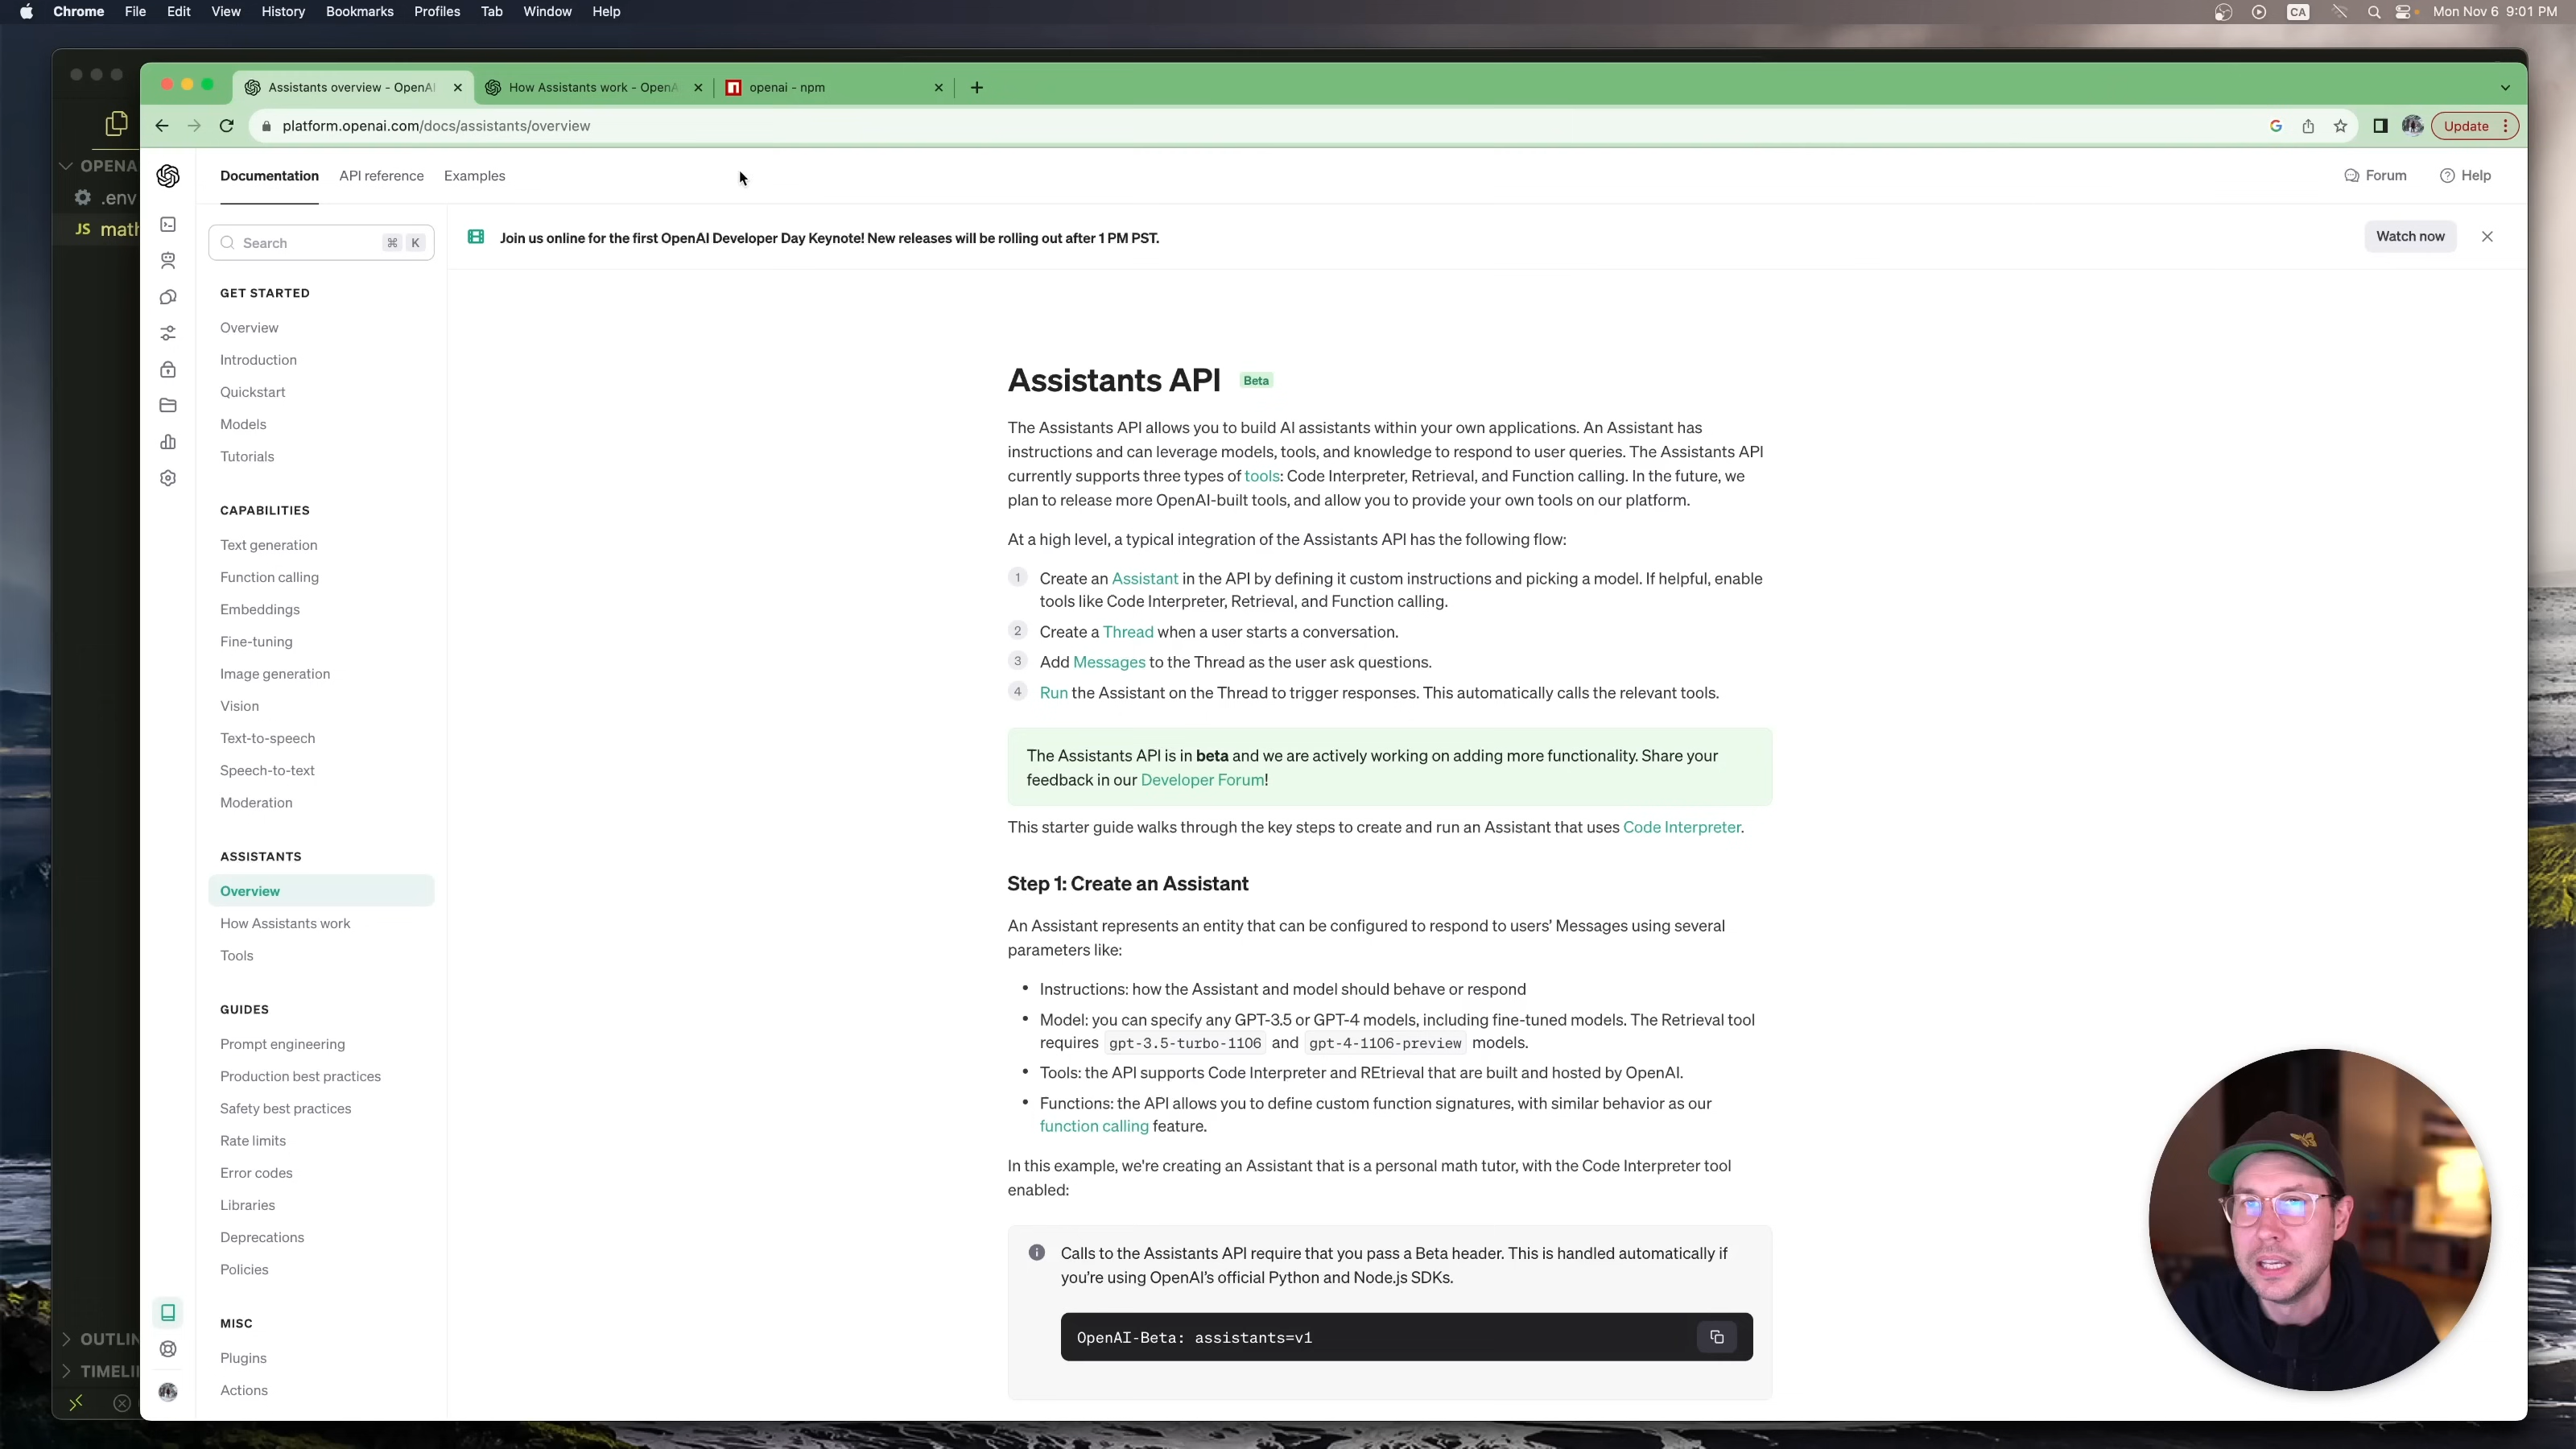 Chrome File Edit View History Bookmarks Profiles Tab Window Help
CA
Mon Nov 6 9:01 PM
Assistants overview - OpenAI
How Assistants work - OpenA
openai - npm
platform.openai.com/docs/assistants/overview
Update
OPENA
.env
JS math
OUTLIN
TIMELI
Documentation API reference Examples
Forum Help
Search ⌘ K
Join us online for the first OpenAI Developer Day Keynote! New releases will be rolling out after 1 PM PST.
Watch now
GET STARTED
Overview
Introduction
Quickstart
Models
Tutorials
CAPABILITIES
Text generation
Function calling
Embeddings
Fine-tuning
Image generation
Vision
Text-to-speech
Speech-to-text
Moderation
ASSISTANTS
Overview
How Assistants work
Tools
GUIDES
Prompt engineering
Production best practices
Safety best practices
Rate limits
Error codes
Libraries
Deprecations
Policies
MISC
Plugins
Actions
Assistants API Beta
The Assistants API allows you to build AI assistants within your own applications. An Assistant has
instructions and can leverage models, tools, and knowledge to respond to user queries. The Assistants API
currently supports three types of tools: Code Interpreter, Retrieval, and Function calling. In the future, we
plan to release more OpenAI-built tools, and allow you to provide your own tools on our platform.
At a high level, a typical integration of the Assistants API has the following flow:
1 Create an Assistant in the API by defining it custom instructions and picking a model. If helpful, enable
tools like Code Interpreter, Retrieval, and Function calling.
2 Create a Thread when a user starts a conversation.
3 Add Messages to the Thread as the user ask questions.
4 Run the Assistant on the Thread to trigger responses. This automatically calls the relevant tools.
The Assistants API is in beta and we are actively working on adding more functionality. Share your
feedback in our Developer Forum!
This starter guide walks through the key steps to create and run an Assistant that uses Code Interpreter.
Step 1: Create an Assistant
An Assistant represents an entity that can be configured to respond to users' Messages using several
parameters like:
• Instructions: how the Assistant and model should behave or respond
• Model: you can specify any GPT-3.5 or GPT-4 models, including fine-tuned models. The Retrieval tool
requires gpt-3.5-turbo-1106 and gpt-4-1106-preview models.
• Tools: the API supports Code Interpreter and REtrieval that are built and hosted by OpenAI.
• Functions: the API allows you to define custom function signatures, with similar behavior as our
function calling feature.
In this example, we're creating an Assistant that is a personal math tutor, with the Code Interpreter tool
enabled:
Calls to the Assistants API require that you pass a Beta header. This is handled automatically if
you're using OpenAI's official Python and Node.js SDKs.
OpenAI-Beta: assistants=v1